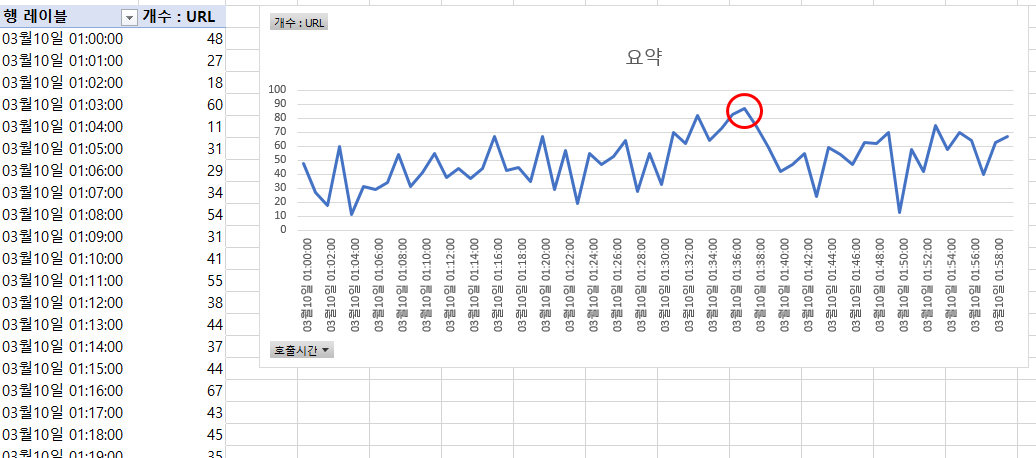 행 레이블 개수 : URL
03월10일 01:00:00 48
03월10일 01:01:00 27
03월10일 01:02:00 18
03월10일 01:03:00 60
03월10일 01:04:00 11
03월10일 01:05:00 31
03월10일 01:06:00 29
03월10일 01:07:00 34
03월10일 01:08:00 54
03월10일 01:09:00 31
03월10일 01:10:00 41
03월10일 01:11:00 55
03월10일 01:12:00 38
03월10일 01:13:00 44
03월10일 01:14:00 37
03월10일 01:15:00 44
03월10일 01:16:00 67
03월10일 01:17:00 43
03월10일 01:18:00 45
03월10일 01:19:00 35
개수 : URL
요약
100
90
80
70
60
50
40
30
20
10
0
03월10일 01:00:00
03월10일 01:02:00
03월10일 01:04:00
03월10일 01:06:00
03월10일 01:08:00
03월10일 01:10:00
03월10일 01:12:00
03월10일 01:14:00
03월10일 01:16:00
03월10일 01:18:00
03월10일 01:20:00
03월10일 01:22:00
03월10일 01:24:00
03월10일 01:26:00
03월10일 01:28:00
03월10일 01:30:00
03월10일 01:32:00
03월10일 01:34:00
03월10일 01:36:00
03월10일 01:38:00
03월10일 01:40:00
03월10일 01:42:00
03월10일 01:44:00
03월10일 01:46:00
03월10일 01:48:00
03월10일 01:50:00
03월10일 01:52:00
03월10일 01:54:00
03월10일 01:56:00
03월10일 01:58:00
호출시간